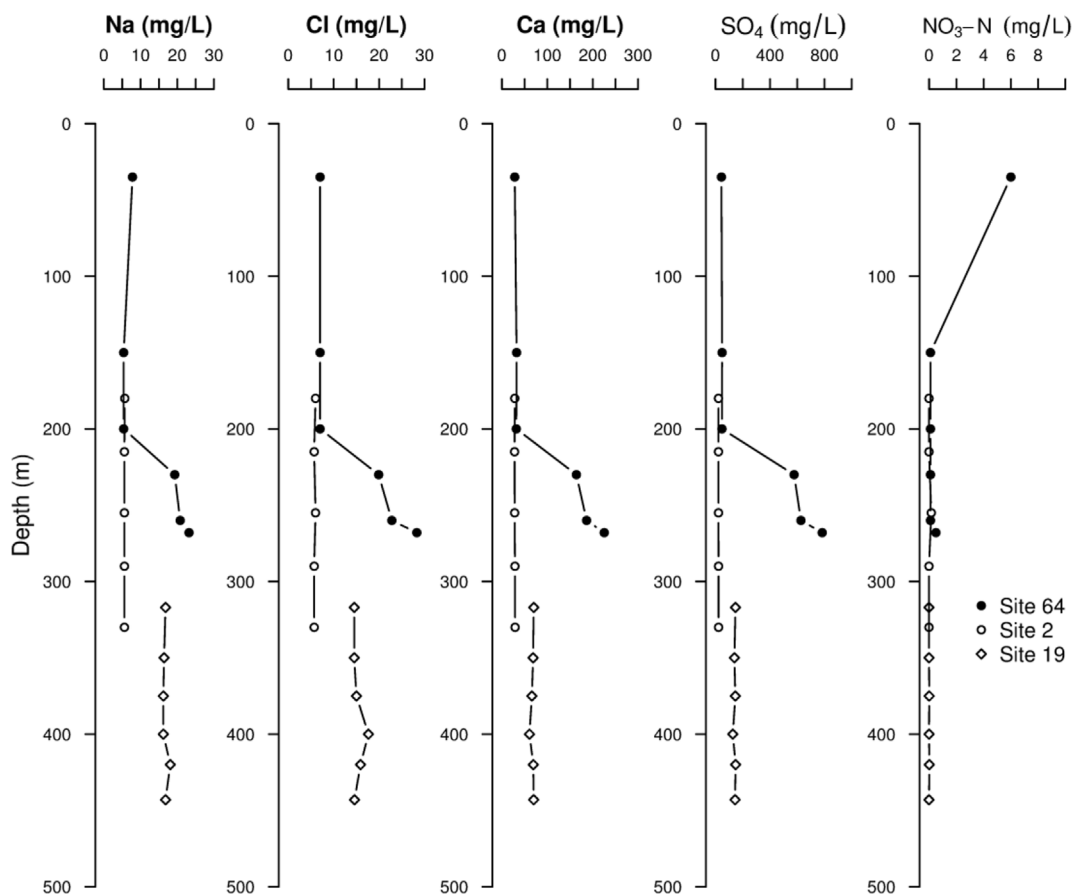 Na (mg/L) Cl (mg/L) Ca (mg/L) SO₄ (mg/L) NO₃−N (mg/L)
0 10 20 30 0 10 20 30 0 100 200 300 0 400 800 0 2 4 6 8
0 0 0 0 0
100 100 100 100 100
200 200 200 200 200
Depth (m)
300 300 300 300 300
Site 64
Site 2
Site 19
400 400 400 400 400
500 500 500 500 500